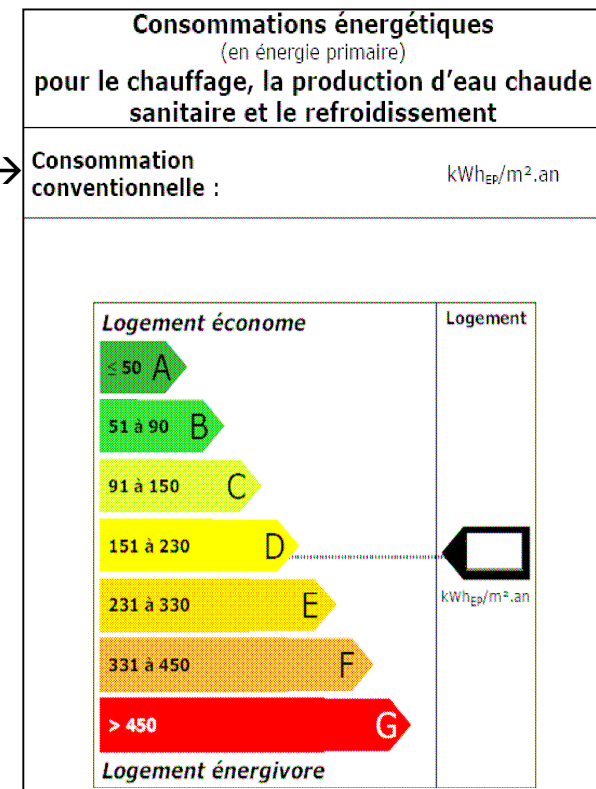 Consommations énergétiques
(en énergie primaire)
pour le chauffage, la production d'eau chaude
sanitaire et le refroidissement
→ Consommation
conventionnelle :
kWhEP/m².an
Logement économe
Logement
≤ 50 A
51 à 90 B
91 à 150 C
151 à 230 D
231 à 330 E
kWhEP/m².an
331 à 450 F
> 450 G
Logement énergivore